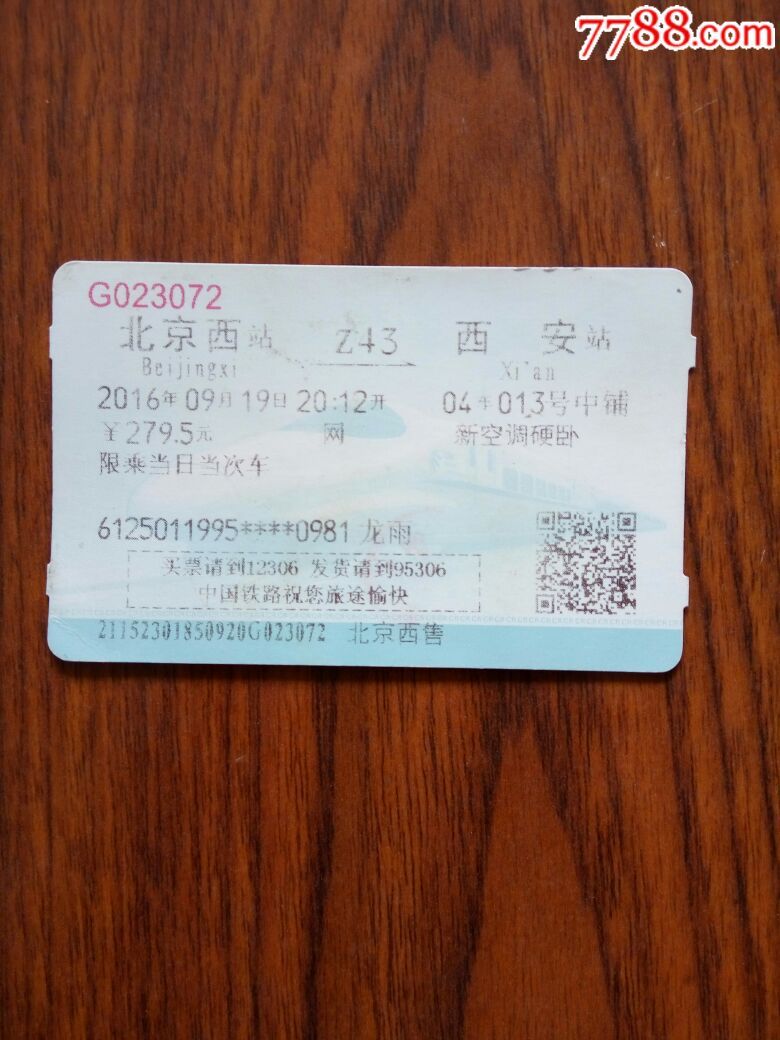 7788.com
G023072
北京西站 Z43 西安站
Beijingxi Xi'an
2016年09月19日20:12开 04车013号中铺
￥279.5元 网 新空调硬卧
限乘当日当次车
6125011995****0981 龙雨
买票请到12306 发货请到95306
中国铁路祝您旅途愉快
21152301850920G023072 北京西售